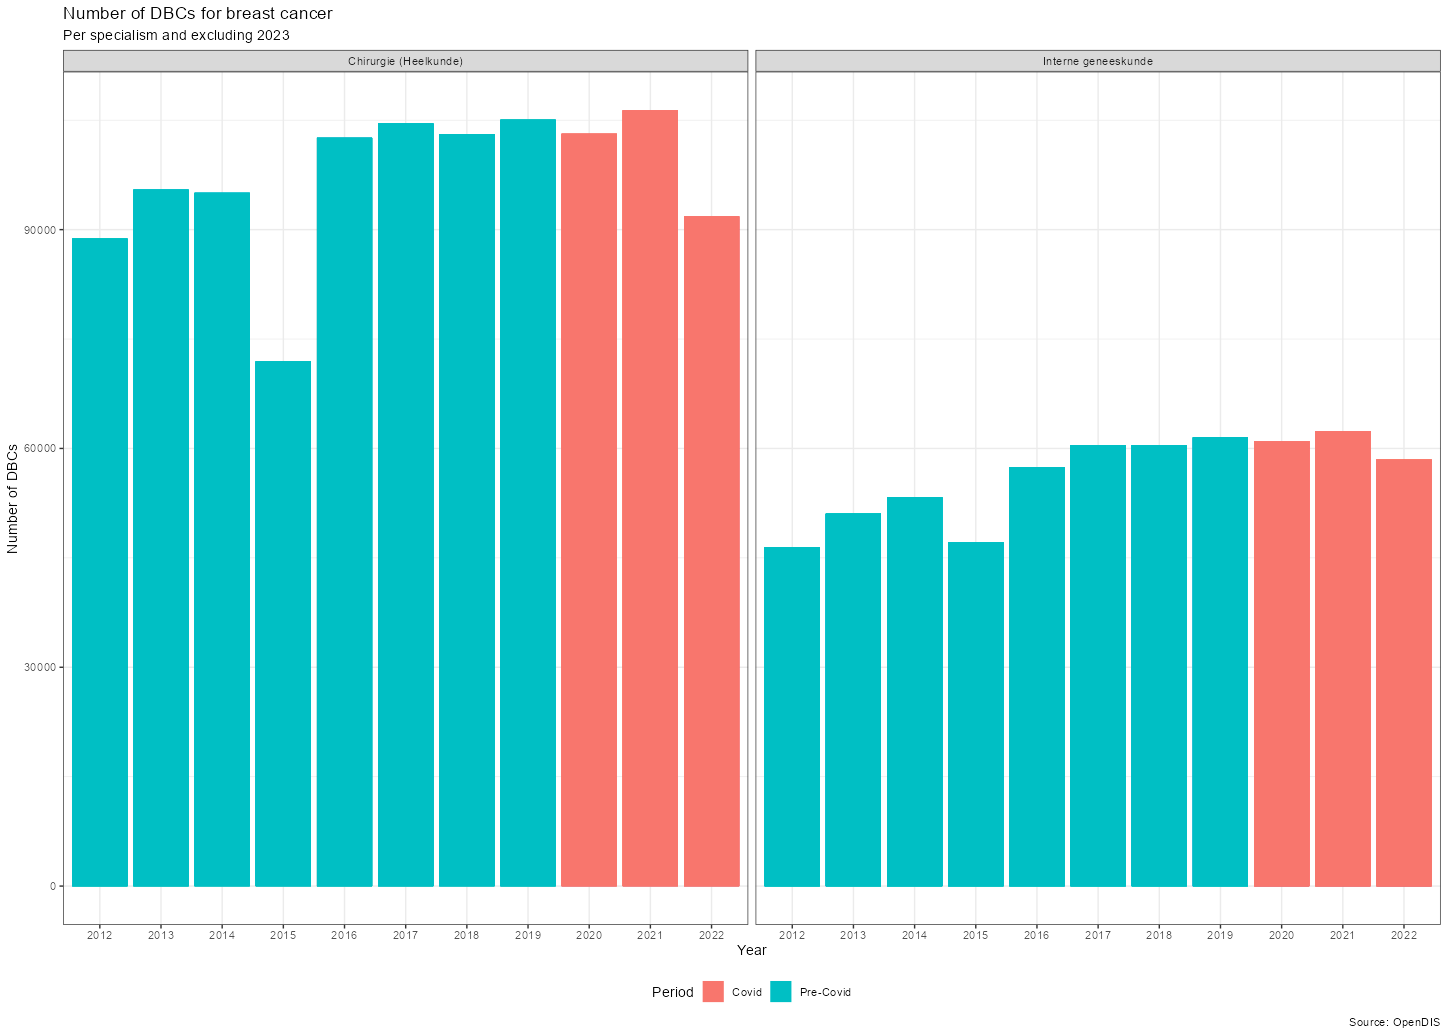 Number of DBCs for breast cancer
Per specialism and excluding 2023
Chirurgie (Heelkunde)
Interne geneeskunde
Number of DBCs
90000
60000
30000
0
2012 2013 2014 2015 2016 2017 2018 2019 2020 2021 2022
2012 2013 2014 2015 2016 2017 2018 2019 2020 2021 2022
Year
Period Covid Pre-Covid
Source: OpenDIS